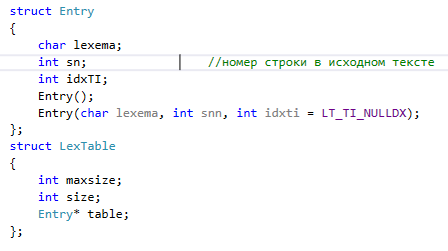 struct Entry
{
char lexema;
int sn; //номер строки в исходном тексте
int idxTI;
Entry();
Entry(char lexema, int snn, int idxti = LT_TI_NULLDX);
};
struct LexTable
{
int maxsize;
int size;
Entry* table;
};